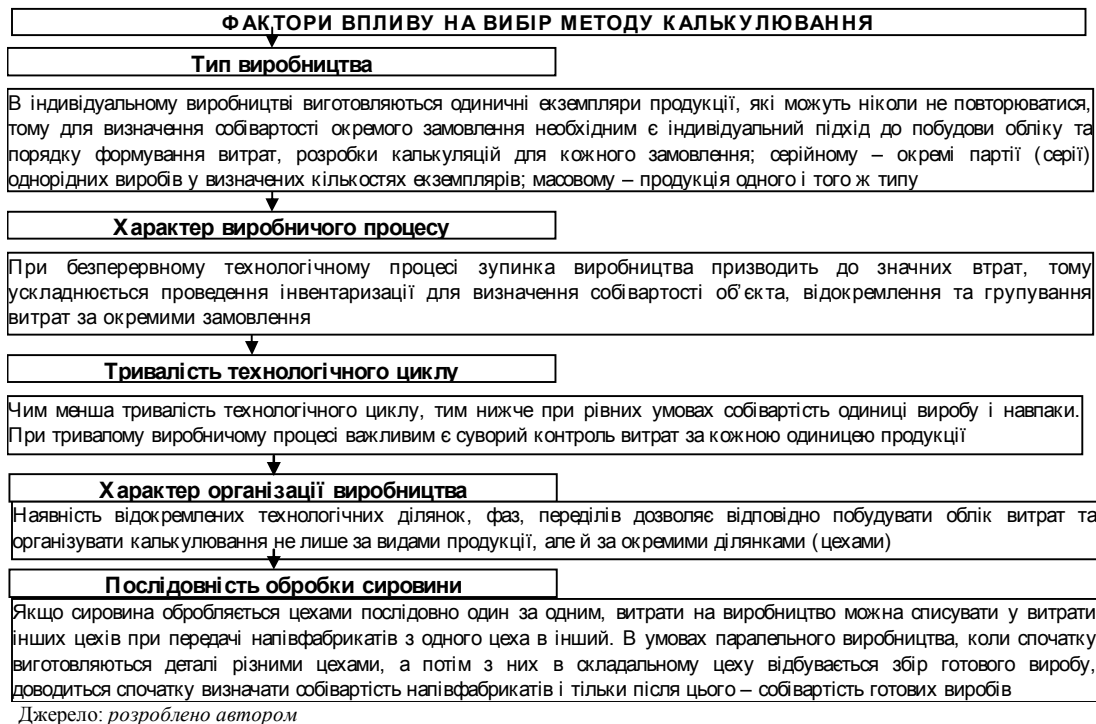 ФАКТОРИ ВПЛИВУ НА ВИБІР МЕТОДУ КАЛЬКУЛЮВАННЯ
Тип виробництва
В індивідуальному виробництві виготовляються одиничні екземпляри продукції, які можуть ніколи не повторюватися,
тому для визначення собівартості окремого замовлення необхідним є індивідуальний підхід до побудови обліку та
порядку формування витрат, розробки калькуляцій для кожного замовлення; серійному – окремі партії (серії)
однорідних виробів у визначених кількостях екземплярів; масовому – продукція одного і того ж типу
Характер виробничого процесу
При безперервному технологічному процесі зупинка виробництва призводить до значних втрат, тому
ускладнюється проведення інвентаризації для визначення собівартості об’єкта, відокремлення та групування
витрат за окремими замовлення
Тривалість технологічного циклу
Чим менша тривалість технологічного циклу, тим нижче при рівних умовах собівартість одиниці виробу і навпаки.
При тривалому виробничому процесі важливим є суворий контроль витрат за кожною одиницею продукції
Характер організації виробництва
Наявність відокремлених технологічних ділянок, фаз, переділів дозволяє відповідно побудувати облік витрат та
організувати калькулювання не лише за видами продукції, але й за окремими ділянками (цехами)
Послідовність обробки сировини
Якщо сировина обробляється цехами послідовно один за одним, витрати на виробництво можна списувати у витрати
інших цехів при передачі напівфабрикатів з одного цеха в інший. В умовах паралельного виробництва, коли спочатку
виготовляються деталі різними цехами, а потім з них в складальному цеху відбувається збір готового виробу,
доводиться спочатку визначати собівартість напівфабрикатів і тільки після цього – собівартість готових виробів
Джерело: розроблено автором